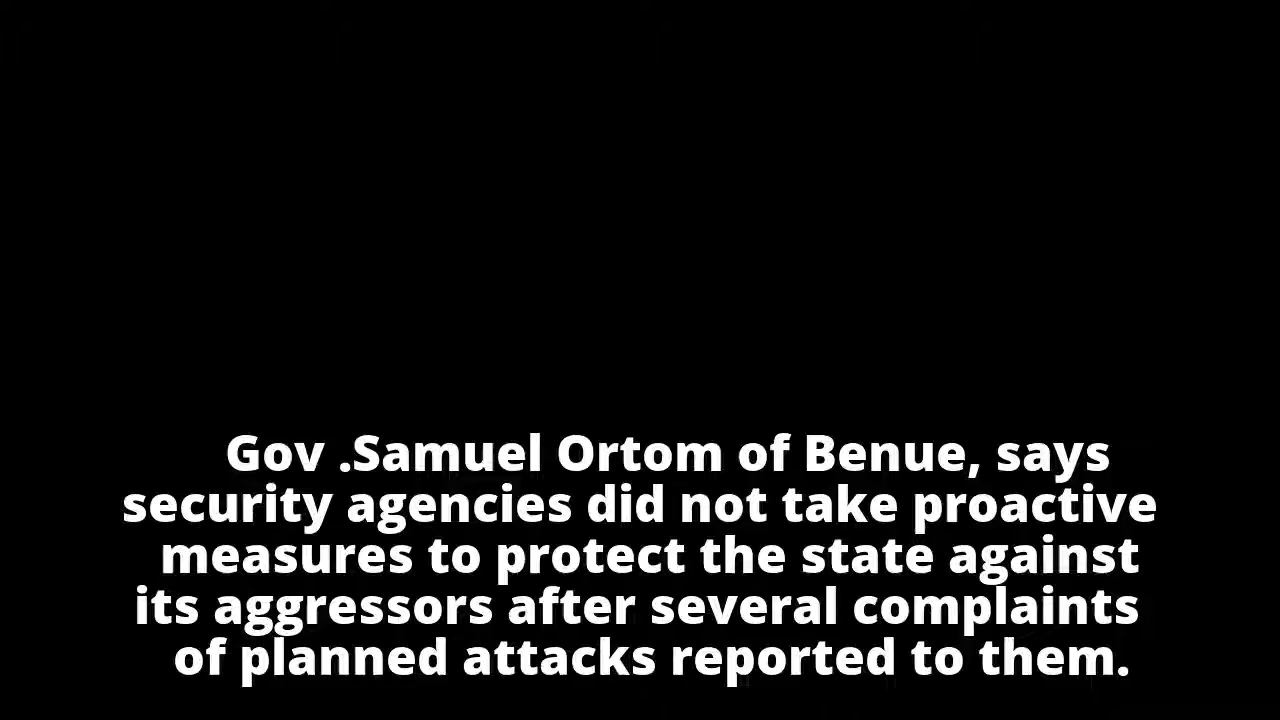 Gov .Samuel Ortom of Benue, says
security agencies did not take proactive
measures to protect the state against
its aggressors after several complaints
of planned attacks reported to them.